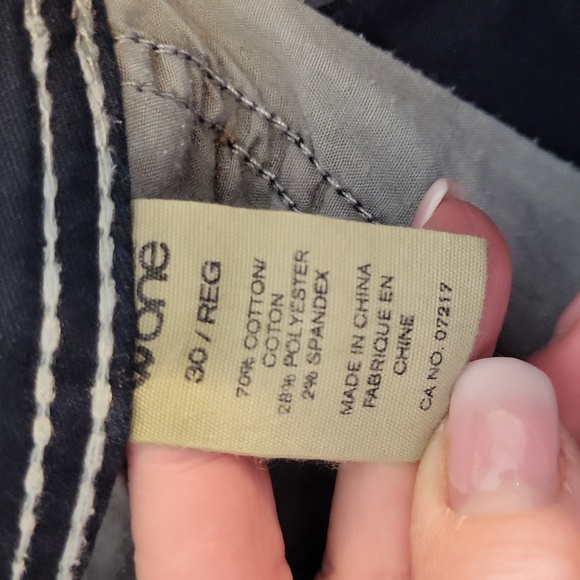 30 / REG
70% COTTON/
COTON
28% POLYESTER
2% SPANDEX
MADE IN CHINA
FABRIQUE EN
CHINE
CA NO. 07217